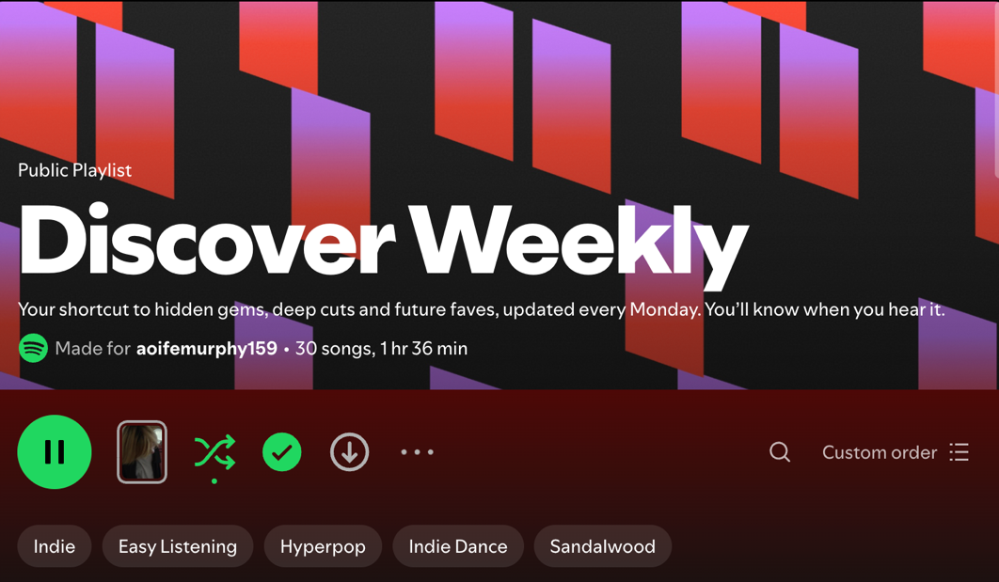 Public Playlist
Discover Weekly
Your shortcut to hidden gems, deep cuts and future faves, updated every Monday. You’ll know when you hear it.
Made for aoifemurphy159 • 30 songs, 1 hr 36 min
Custom order
Indie Easy Listening Hyperpop Indie Dance Sandalwood